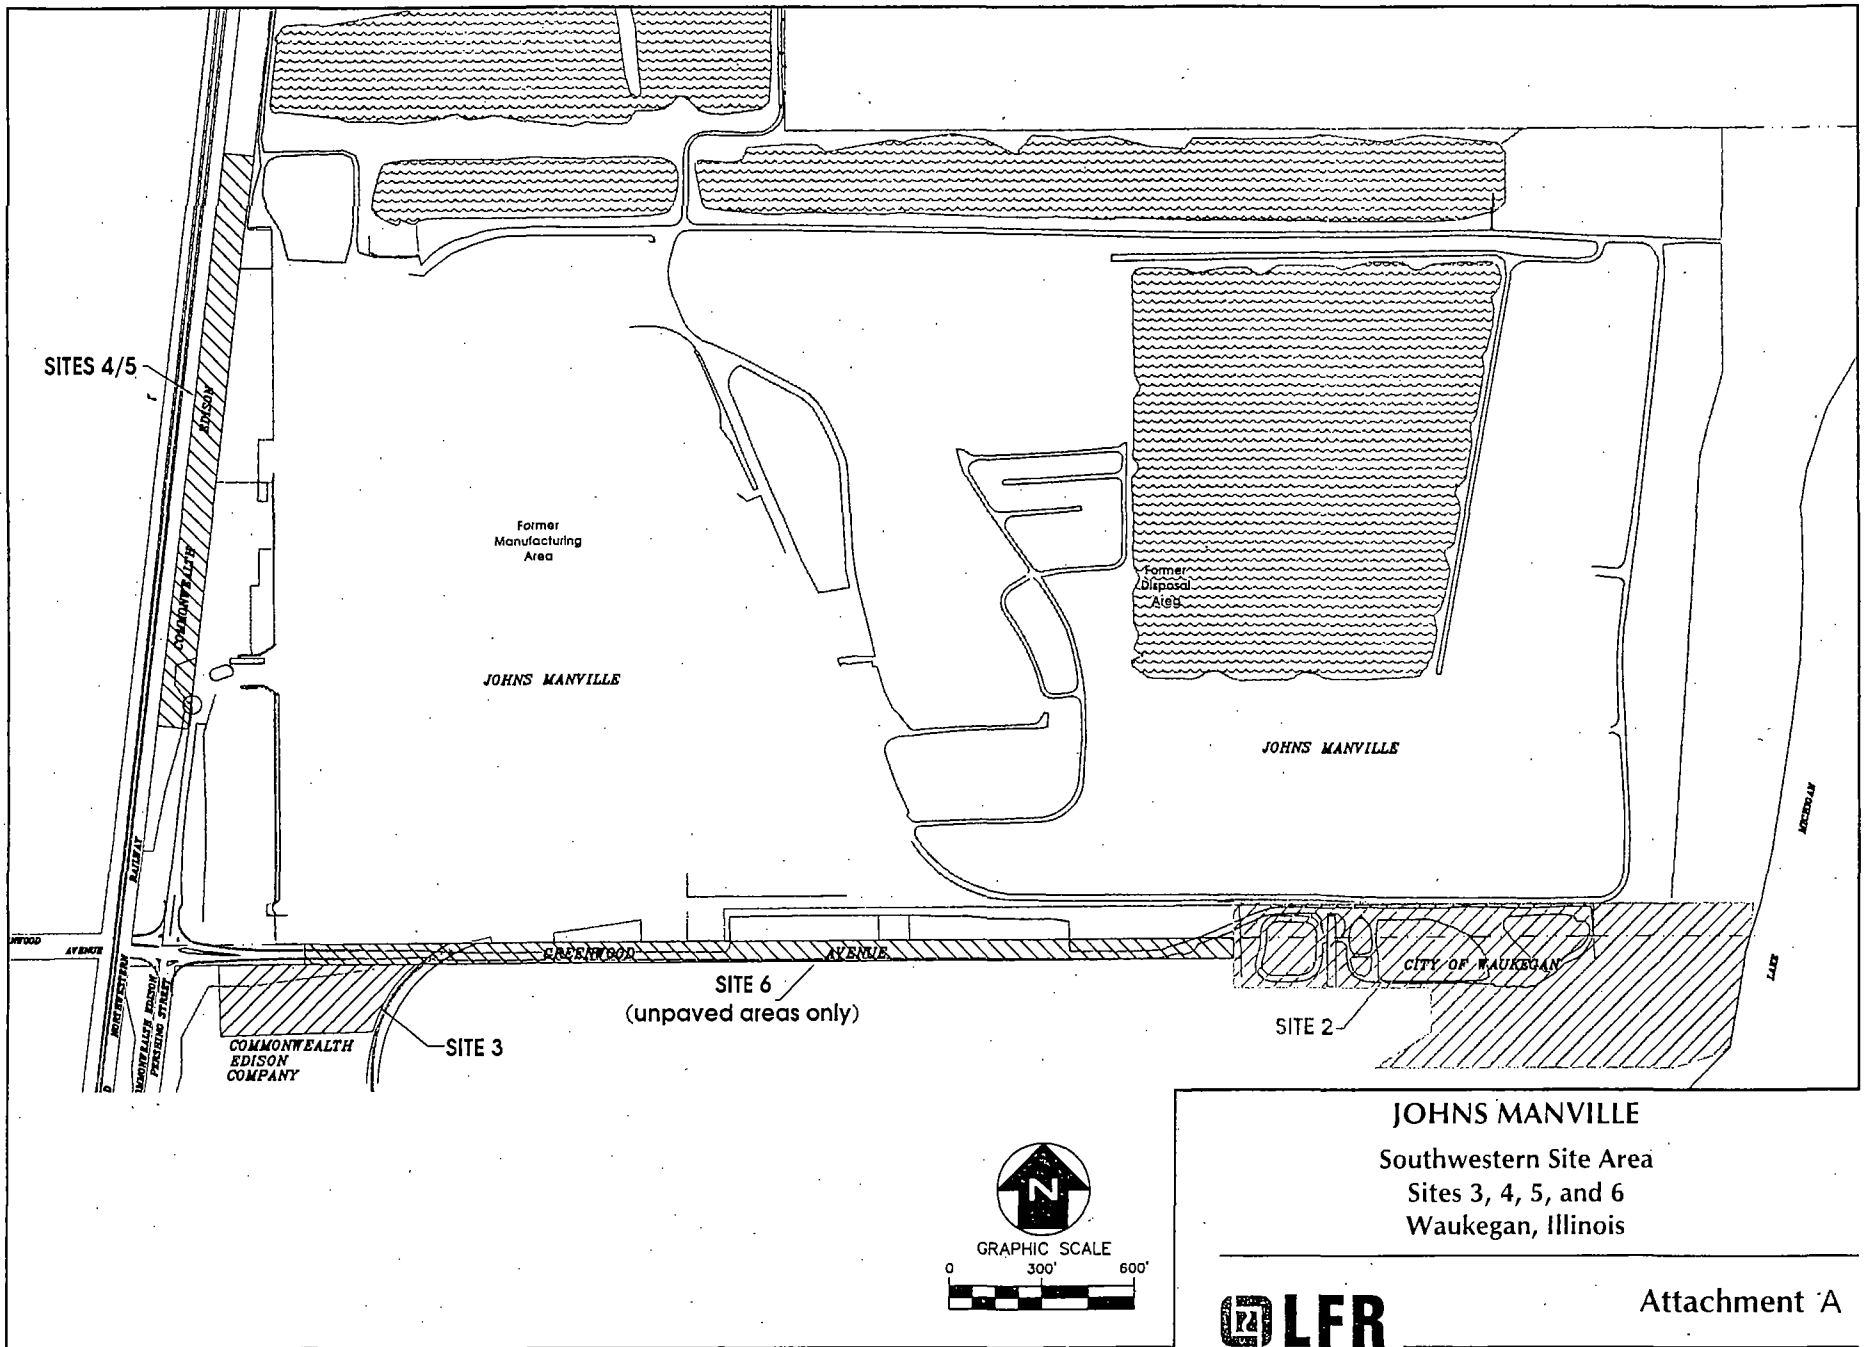 SITES 4/5
EDISON
COMMONWEALTH
Former
Manufacturing
Area
JOHNS MANVILLE
Former
Disposal
Area
JOHNS MANVILLE
MICHIGAN
LAKE
RAILWAY
NWOOD
AVENUE
NORTHWESTERN
MMONWEALTH EDISON
PERSHING STREET
GREENWOOD
AVENUE
CITY OF WAUKEGAN
SITE 6
(unpaved areas only)
SITE 2
SITE 3
COMMONWEALTH
EDISON
COMPANY
N
GRAPHIC SCALE
0 300' 600'
JOHNS MANVILLE
Southwestern Site Area
Sites 3, 4, 5, and 6
Waukegan, Illinois
LFR
Attachment A